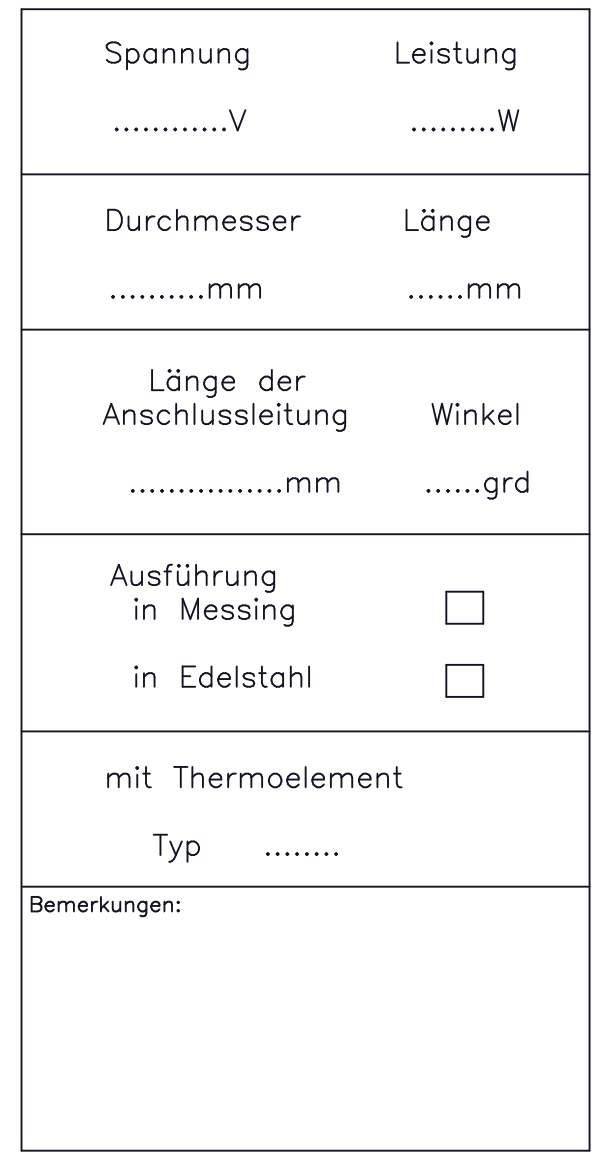 Spannung Leistung
............V .........W
Durchmesser Länge
..........mm ......mm
Länge der
Anschlussleitung Winkel
................mm ......grd
Ausführung
in Messing
in Edelstahl
mit Thermoelement
Typ ........
Bemerkungen: